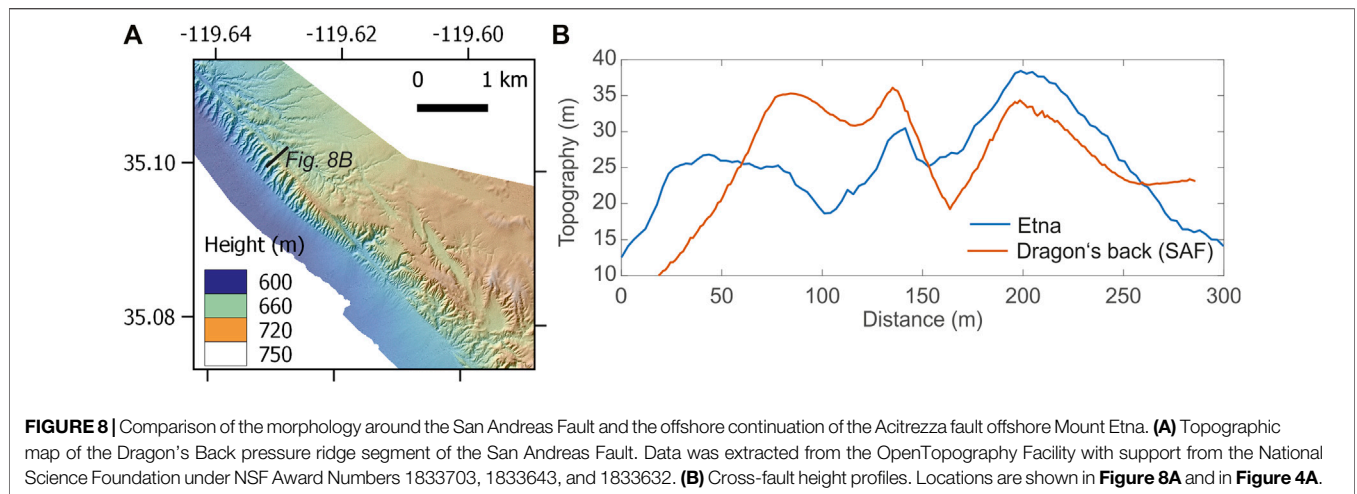 A
-119.64 -119.62 -119.60
0 1 km
35.10
Fig. 8B
Height (m)
600
660
720
750
35.08
B
Topography (m)
40
35
30
25
20
15
10
Etna
Dragon's back (SAF)
0 50 100 150 200 250 300
Distance (m)
FIGURE 8 | Comparison of the morphology around the San Andreas Fault and the offshore continuation of the Acitrezza fault offshore Mount Etna. (A) Topographic
map of the Dragon's Back pressure ridge segment of the San Andreas Fault. Data was extracted from the OpenTopography Facility with support from the National
Science Foundation under NSF Award Numbers 1833703, 1833643, and 1833632. (B) Cross-fault height profiles. Locations are shown in Figure 8A and in Figure 4A.